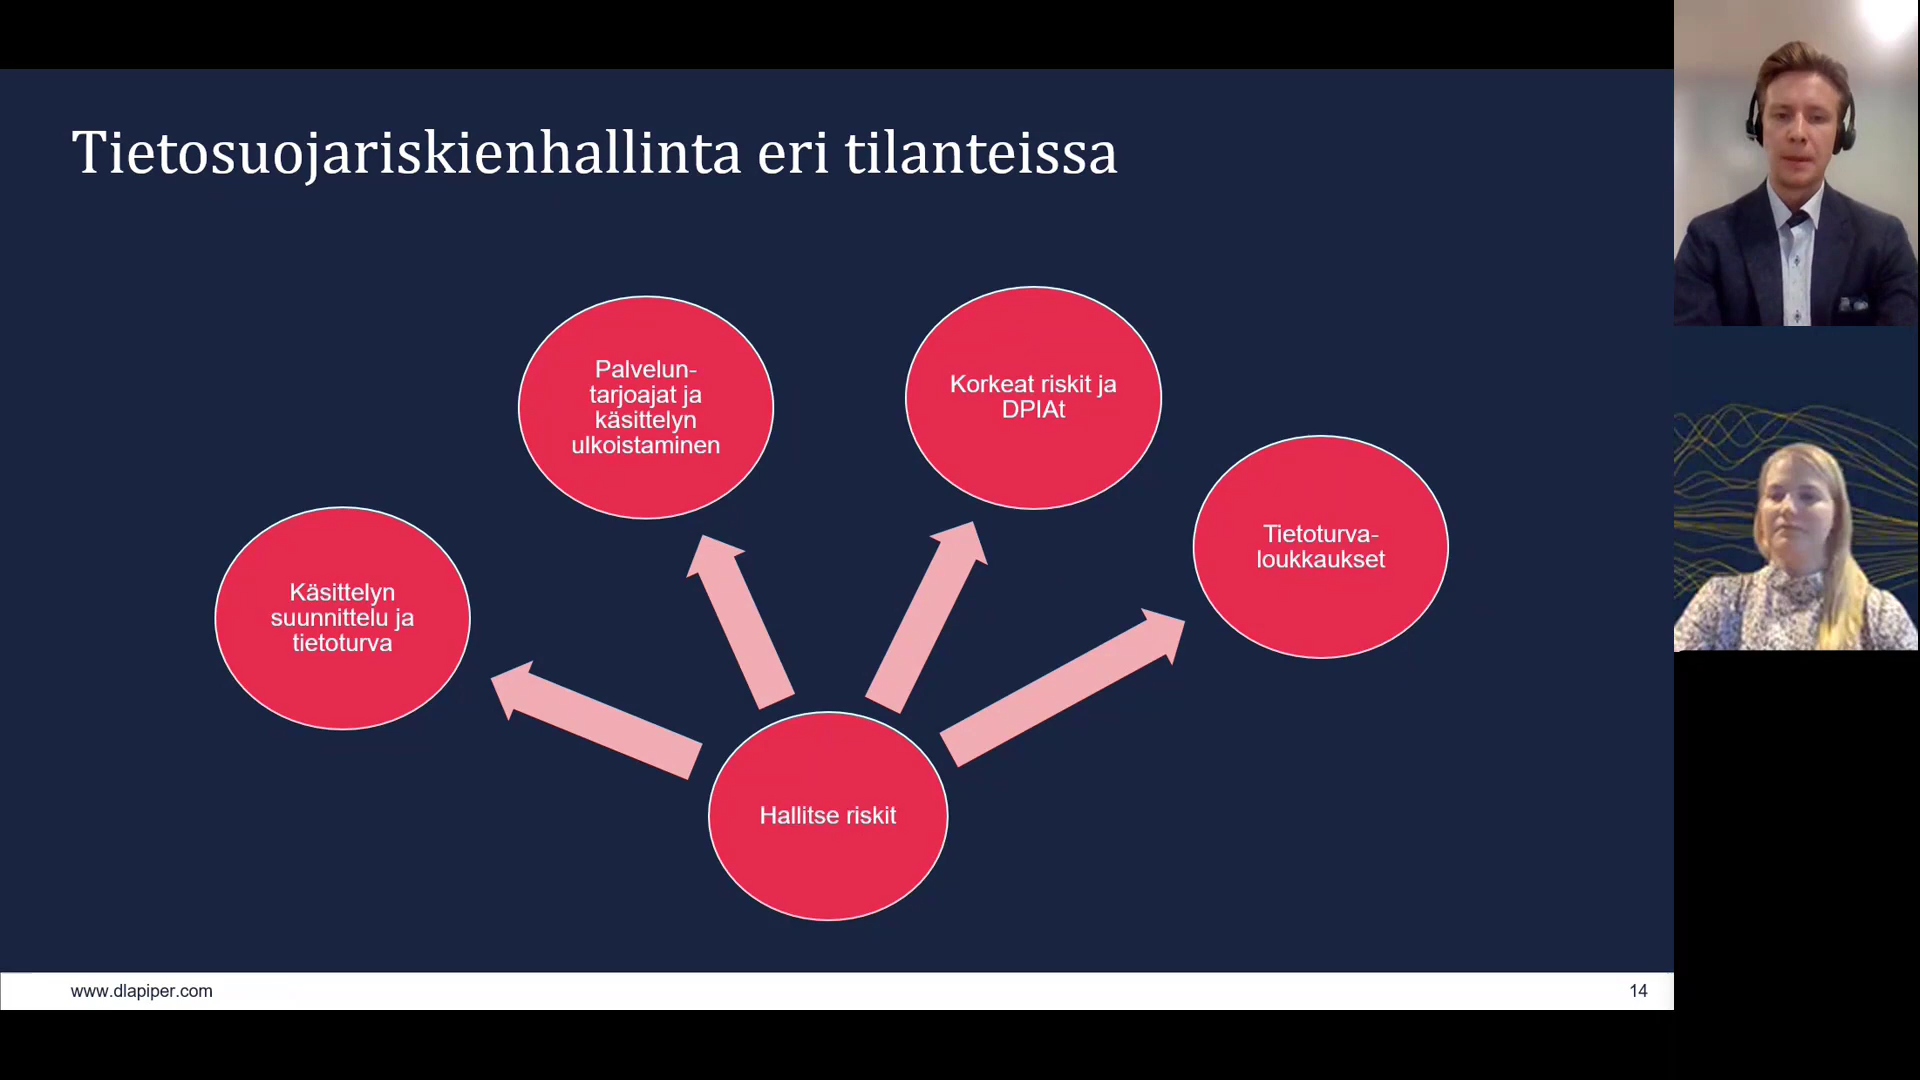 Tietosuojariskienhallinta eri tilanteissa
Palvelun-
tarjoajat ja
käsittelyn
ulkoistaminen
Korkeat riskit ja
DPIAt
Tietoturva-
loukkaukset
Käsittelyn
suunnittelu ja
tietoturva
Hallitse riskit
www.dlapiper.com
14